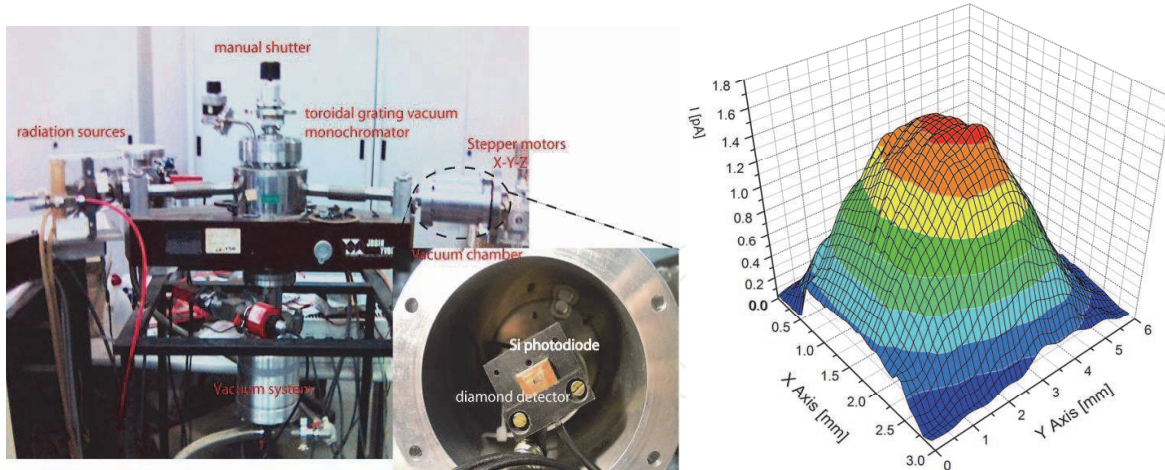 manual shutter
radiation sources
toroidal grating vacuum
monochromator
Stepper motors
X-Y-Z
Vacuum chamber
Si photodiode
diamond detector
Vacuum system
I [pA]
1.8
1.6
1.4
1.2
1.0
0.8
0.6
0.4
0.2
0.0
0.5
1.0
1.5
2.0
2.5
3.0
X Axis [mm]
0
1
2
3
4
5
6
Y Axis [mm]